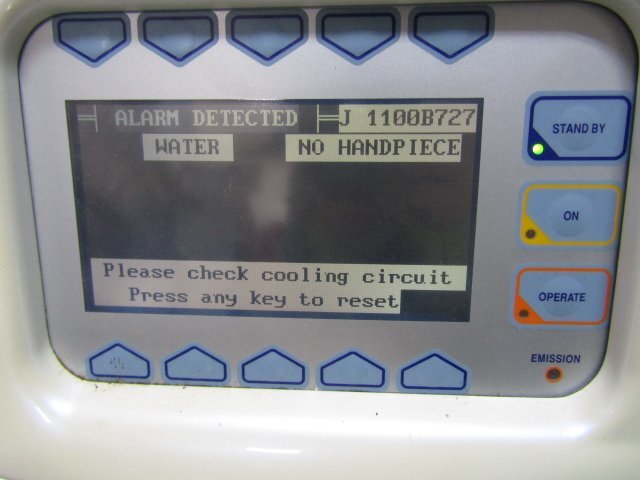 ALARM DETECTED J 1100B727
WATER NO HANDPIECE
Please check cooling circuit
Press any key to reset
STAND BY
ON
OPERATE
EMISSION